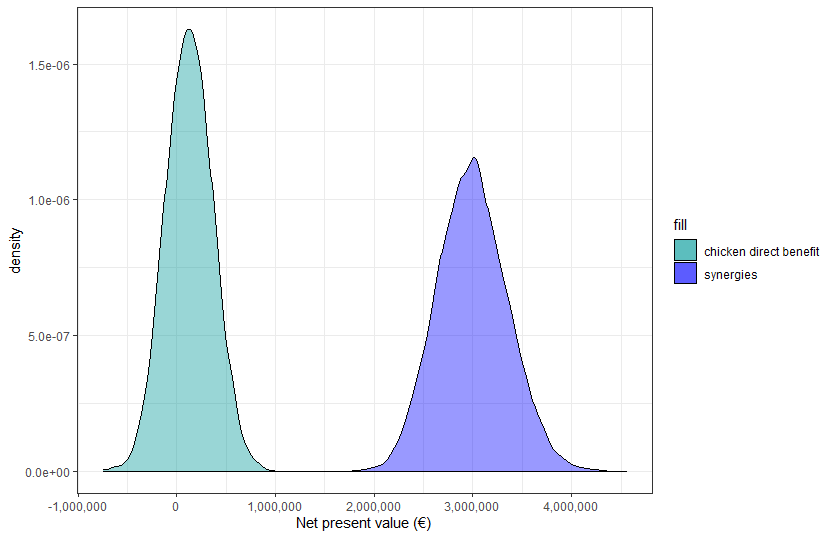 1.5e-06
1.0e-06
5.0e-07
0.0e+00
density
-1,000,000 0 1,000,000 2,000,000 3,000,000 4,000,000
Net present value (€)
fill
chicken direct benefit
synergies